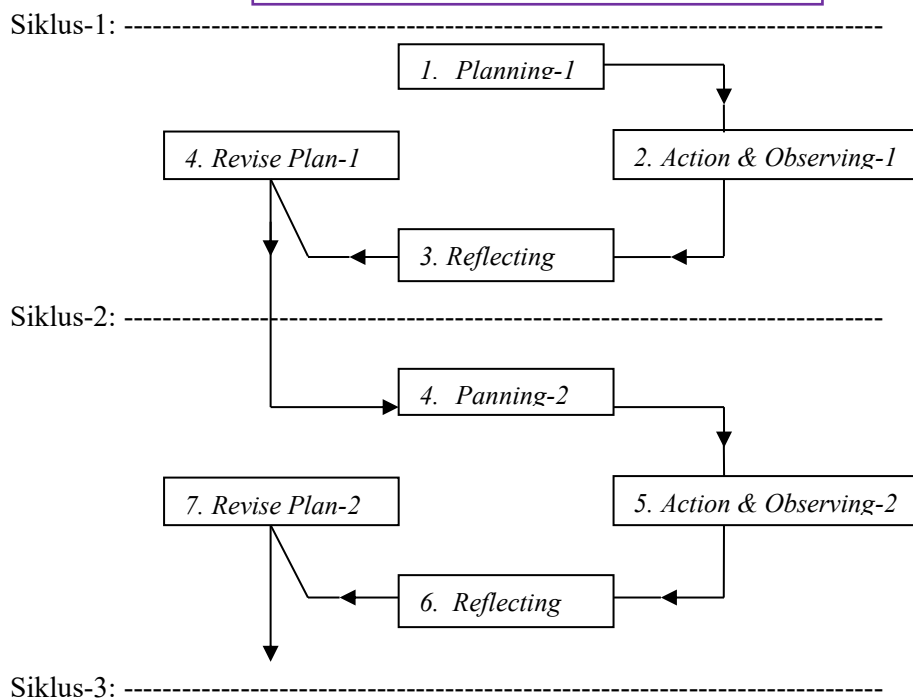 Siklus-1: ------------------------------------------------------------------
1. Planning-1
4. Revise Plan-1
2. Action & Observing-1
3. Reflecting
Siklus-2: ------------------------------------------------------------------
4. Panning-2
7. Revise Plan-2
5. Action & Observing-2
6. Reflecting
Siklus-3: ------------------------------------------------------------------